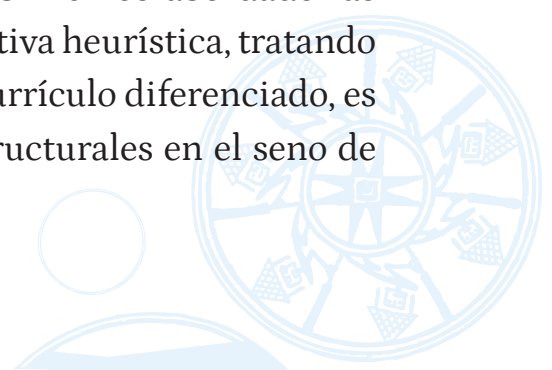 tiva heurística, tratando
urrículo diferenciado, es
ructurales en el seno de